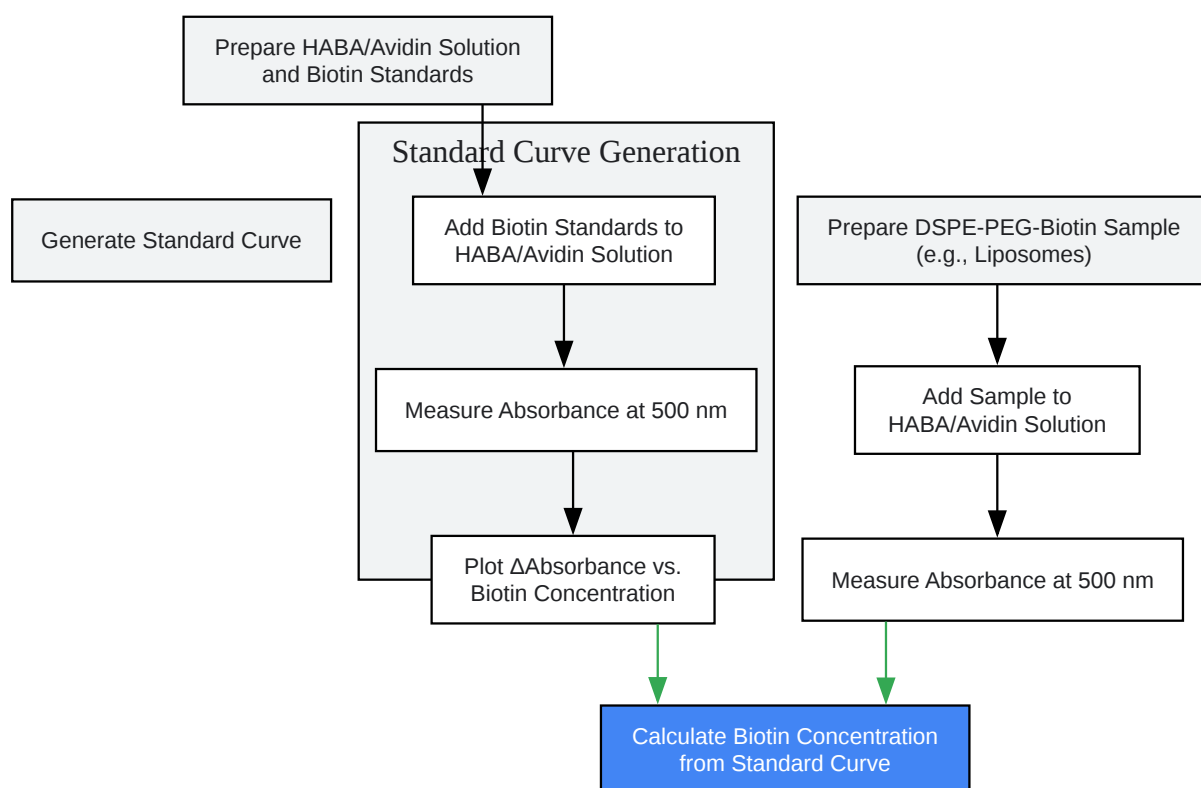 Prepare HABA/Avidin Solution
and Biotin Standards
Standard Curve Generation
Generate Standard Curve
Add Biotin Standards to
HABA/Avidin Solution
Prepare DSPE-PEG-Biotin Sample
(e.g., Liposomes)
Measure Absorbance at 500 nm
Add Sample to
HABA/Avidin Solution
Plot ΔAbsorbance vs.
Biotin Concentration
Measure Absorbance at 500 nm
Calculate Biotin Concentration
from Standard Curve